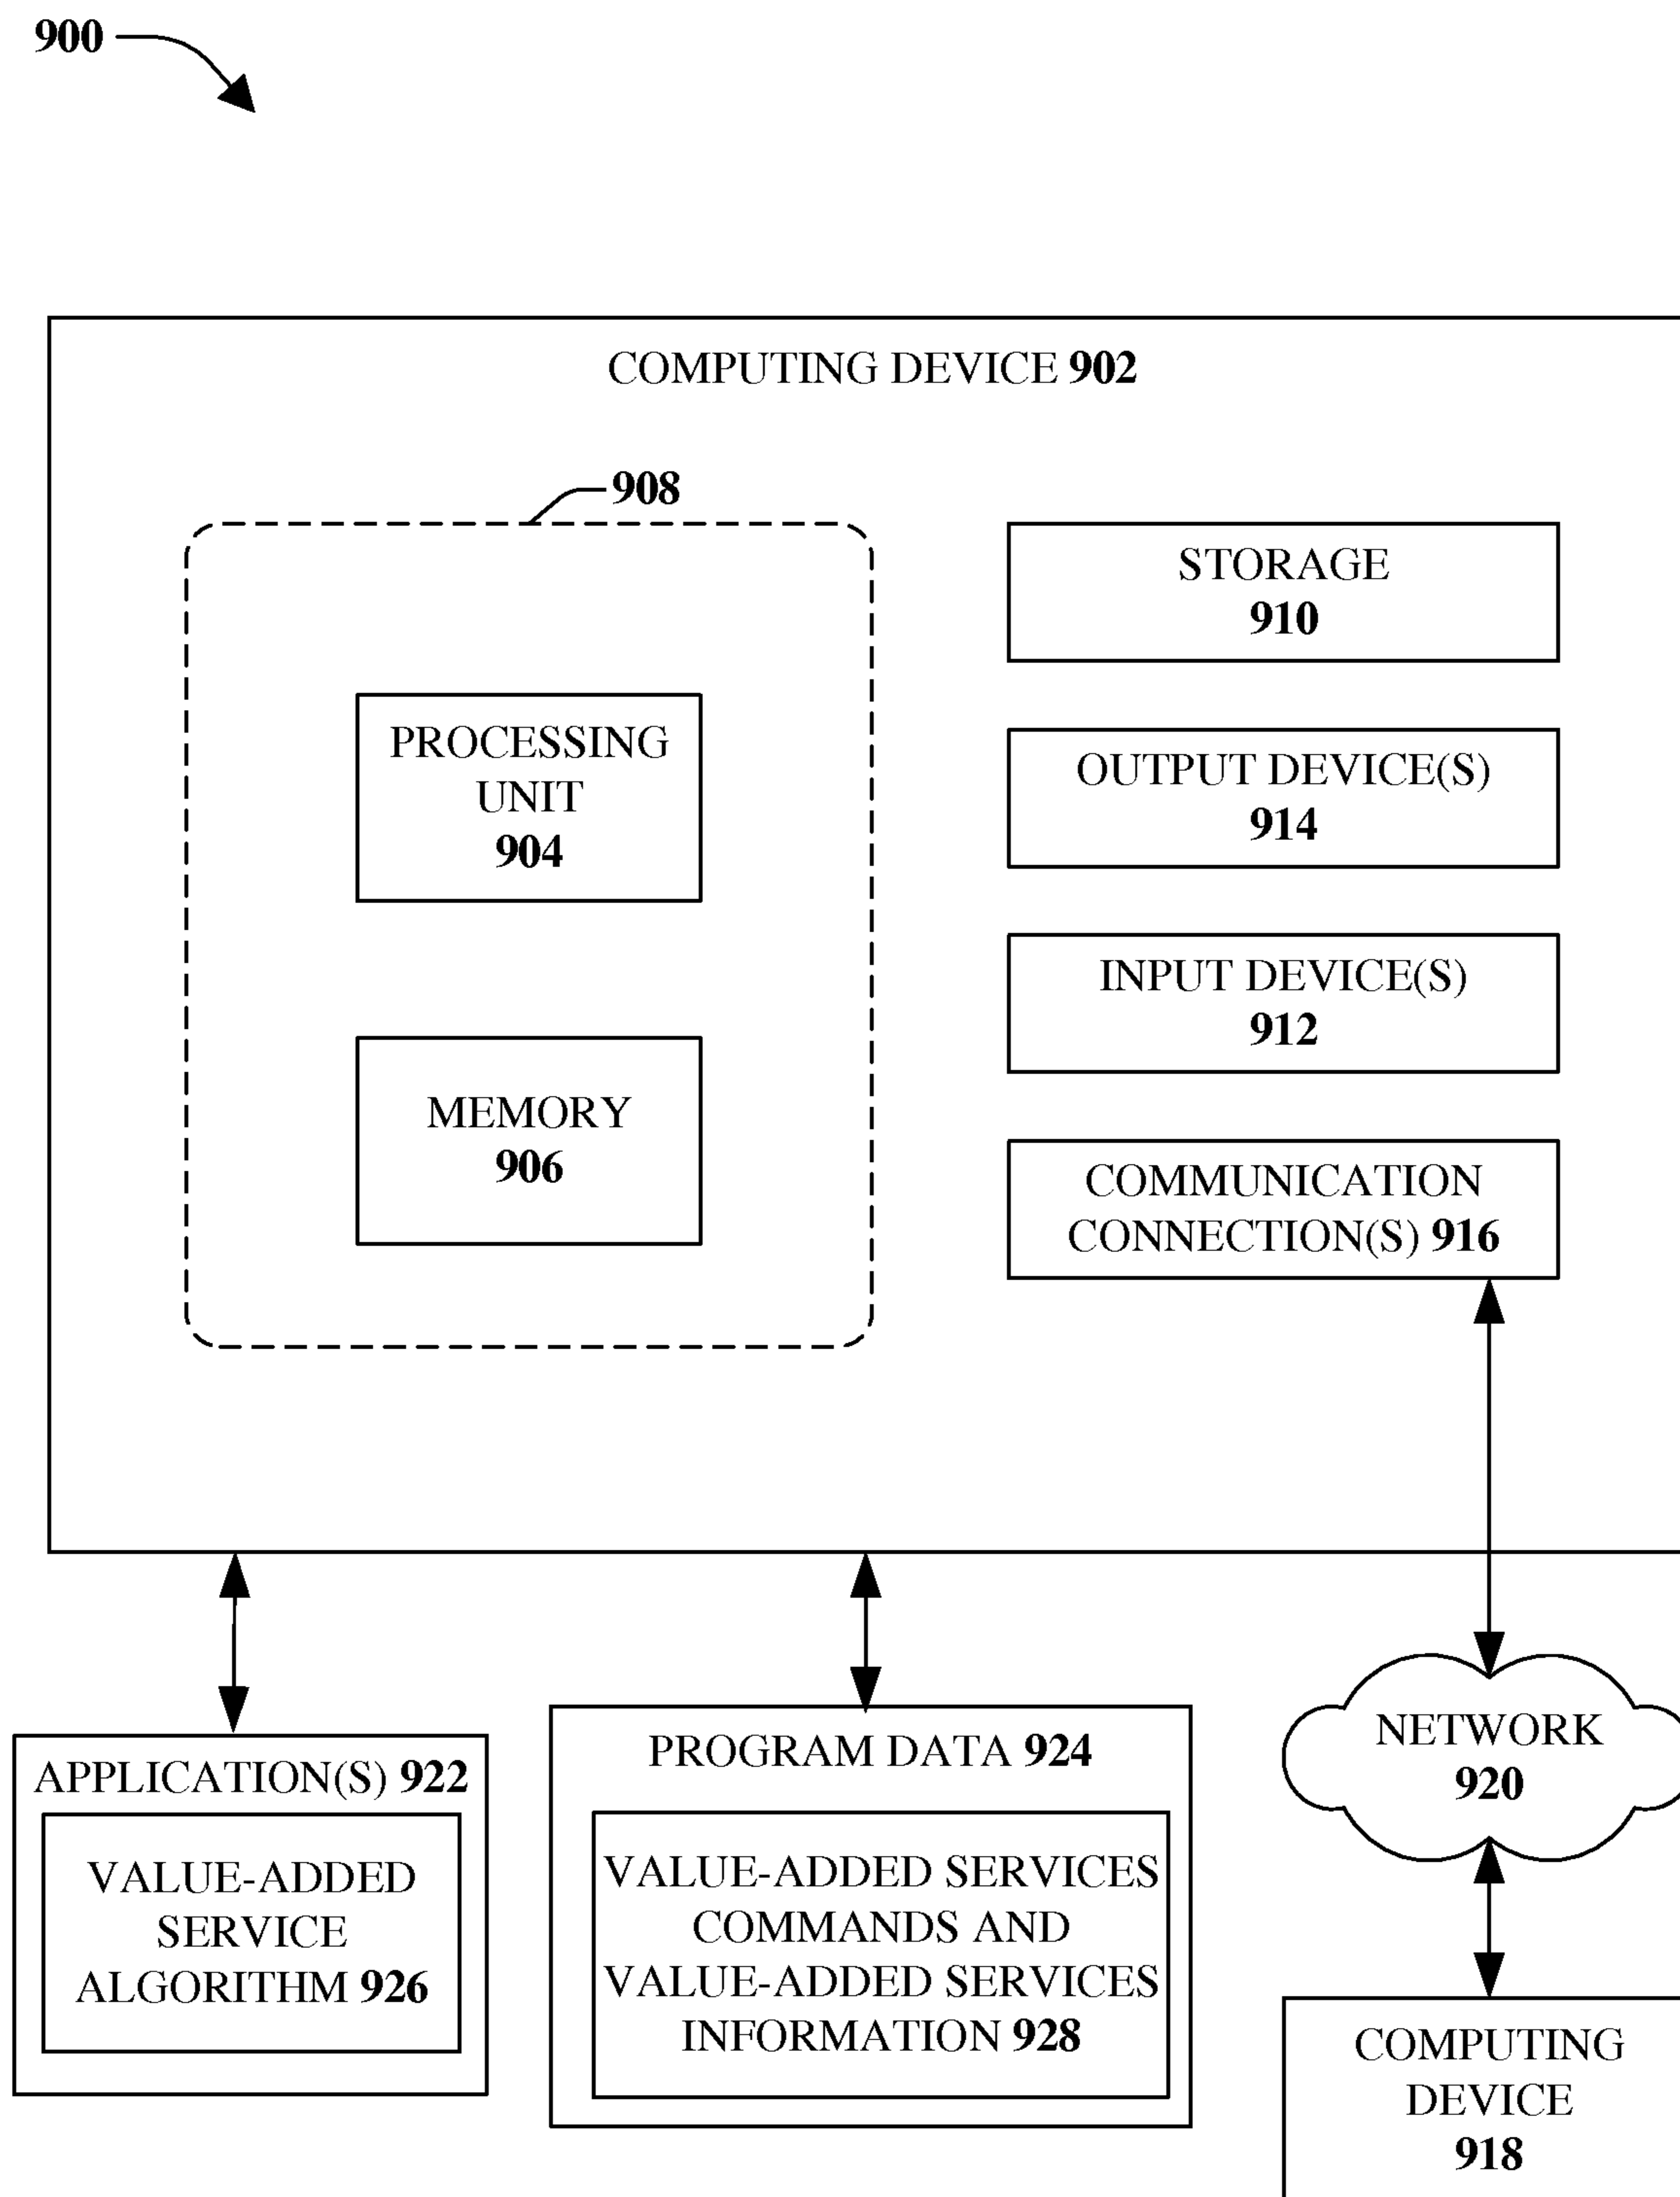 900
COMPUTING DEVICE 902
908
PROCESSING
UNIT
904
MEMORY
906
STORAGE
910
OUTPUT DEVICE(S)
914
INPUT DEVICE(S)
912
COMMUNICATION
CONNECTION(S) 916
APPLICATION(S) 922
VALUE-ADDED
SERVICE
ALGORITHM 926
PROGRAM DATA 924
VALUE-ADDED SERVICES
COMMANDS AND
VALUE-ADDED SERVICES
INFORMATION 928
NETWORK
920
COMPUTING
DEVICE
918